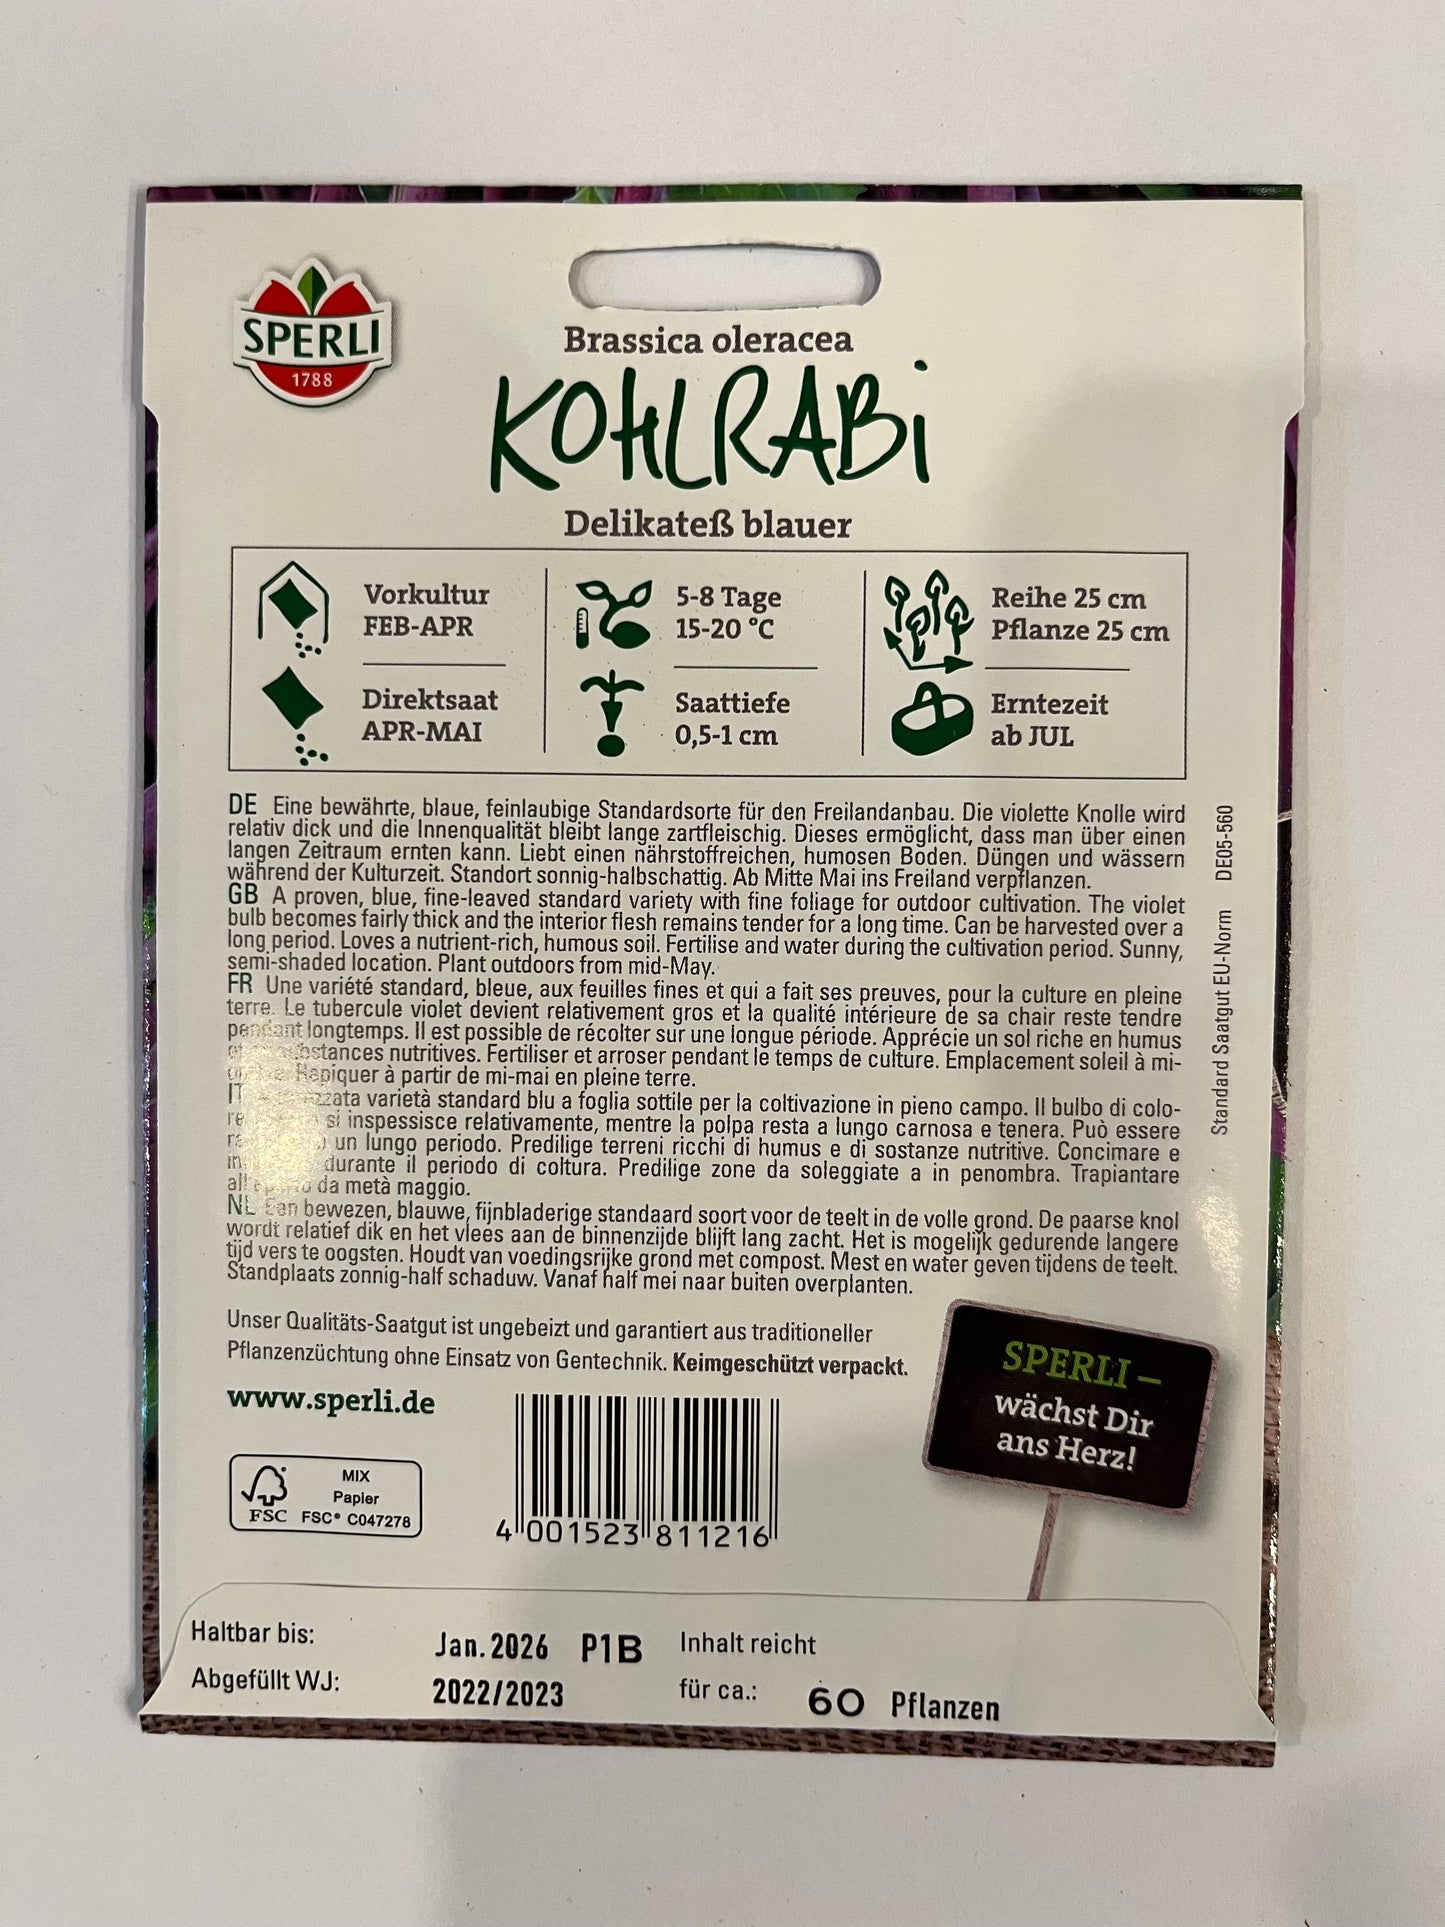 SPERLI
1788
Brassica oleracea
KOHLRABi
Delikateß blauer
Vorkultur
FEB-APR
5-8 Tage
15-20 °C
Reihe 25 cm
Pflanze 25 cm
Direktsaat
APR-MAI
Saattiefe
0,5-1 cm
Erntezeit
ab JUL
DE Eine bewährte, blaue, feinlaubige Standardsorte für den Freilandanbau. Die violette Knolle wird
relativ dick und die Innenqualität bleibt lange zartfleischig. Dieses ermöglicht, dass man über einen
langen Zeitraum ernten kann. Liebt einen nährstoffreichen, humosen Boden. Düngen und wässern
während der Kulturzeit. Standort sonnig-halbschattig. Ab Mitte Mai ins Freiland verpflanzen.
GB A proven, blue, fine-leaved standard variety with fine foliage for outdoor cultivation. The violet
bulb becomes fairly thick and the interior flesh remains tender for a long time. Can be harvested over a
long period. Loves a nutrient-rich, humous soil. Fertilise and water during the cultivation period. Sunny,
semi-shaded location. Plant outdoors from mid-May.
FR Une variété standard, bleue, aux feuilles fines et qui a fait ses preuves, pour la culture en pleine
terre. Le tubercule violet devient relativement gros et la qualité intérieure de sa chair reste tendre
pendant longtemps. Il est possible de récolter sur une longue période. Apprécie un sol riche en humus
substances nutritives. Fertiliser et arroser pendant le temps de culture. Emplacement soleil à mi-
Repiquer à partir de mi-mai en pleine terre.
IT varietà standard blu a foglia sottile per la coltivazione in pieno campo. Il bulbo di colo-
si inspessisce relativamente, mentre la polpa resta a lungo carnosa e tenera. Può essere
un lungo periodo. Predilige terreni ricchi di humus e di sostanze nutritive. Concimare e
durante il periodo di coltura. Predilige zone da soleggiate a in penombra. Trapiantare
da metà maggio.
NL Een bewezen, blauwe, fijnbladerige standaard soort voor de teelt in de volle grond. De paarse knol
wordt relatief dik en het vlees aan de binnenzijde blijft lang zacht. Het is mogelijk gedurende langere
tijd vers te oogsten. Houdt van voedingsrijke grond met compost. Mest en water geven tijdens de teelt.
Standplaats zonnig-half schaduw. Vanaf half mei naar buiten overplanten.
Standard Saatgut EU-Norm DE05-560
Unser Qualitäts-Saatgut ist ungebeizt und garantiert aus traditioneller
Pflanzenzüchtung ohne Einsatz von Gentechnik. Keimgeschützt verpackt.
www.sperli.de
SPERLI –
wächst Dir
ans Herz!
FSC
MIX
Papier
FSC® C047278
4 001523 811216
Haltbar bis: Jan.2026 P1B
Abgefüllt WJ: 2022/2023
Inhalt reicht
für ca.: 60 Pflanzen